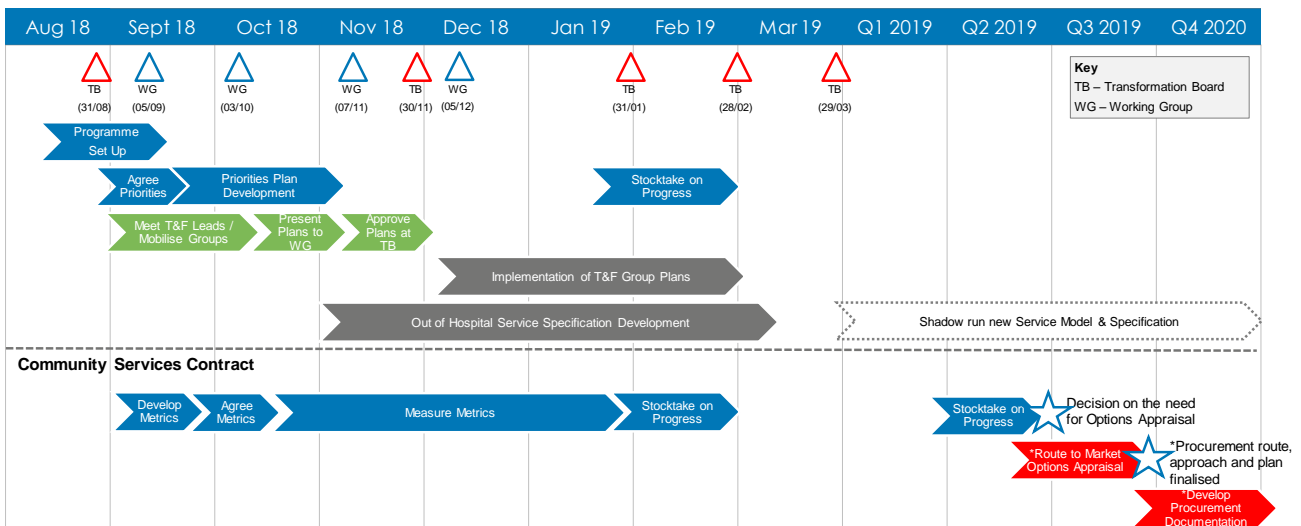 Aug 18 Sept 18 Oct 18 Nov 18 Dec 18 Jan 19 Feb 19 Mar 19 Q1 2019 Q2 2019 Q3 2019 Q4 2020
TB WG WG WG TB WG TB TB TB
(31/08) (05/09) (03/10) (07/11) (30/11) (05/12) (31/01) (28/02) (29/03)
Key
TB – Transformation Board
WG – Working Group
Programme
Set Up
Agree
Priorities
Priorities Plan
Development
Stocktake on
Progress
Meet T&F Leads /
Mobilise Groups
Present
Plans to
WG
Approve
Plans at
TB
Implementation of T&F Group Plans
Out of Hospital Service Specification Development
Shadow run new Service Model & Specification
Community Services Contract
Develop
Metrics
Agree
Metrics
Measure Metrics
Stocktake on
Progress
Stocktake on
Progress
Decision on the need
for Options Appraisal
*Route to Market
Options Appraisal
*Procurement route,
approach and plan
finalised
*Develop
Procurement
Documentation